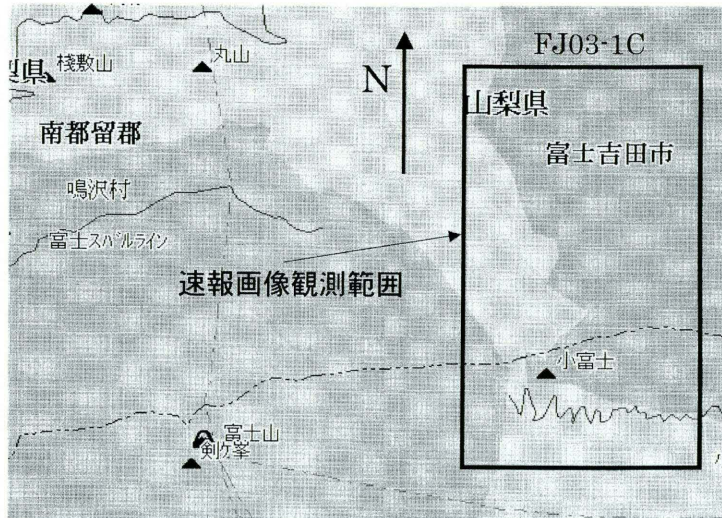 FJ03-1C
桟敷山
丸山
梨県
N
山梨県
南都留郡
富士吉田市
鳴沢村
富士スバルライン
速報画像観測範囲
小富士
富士山
剣ケ峯